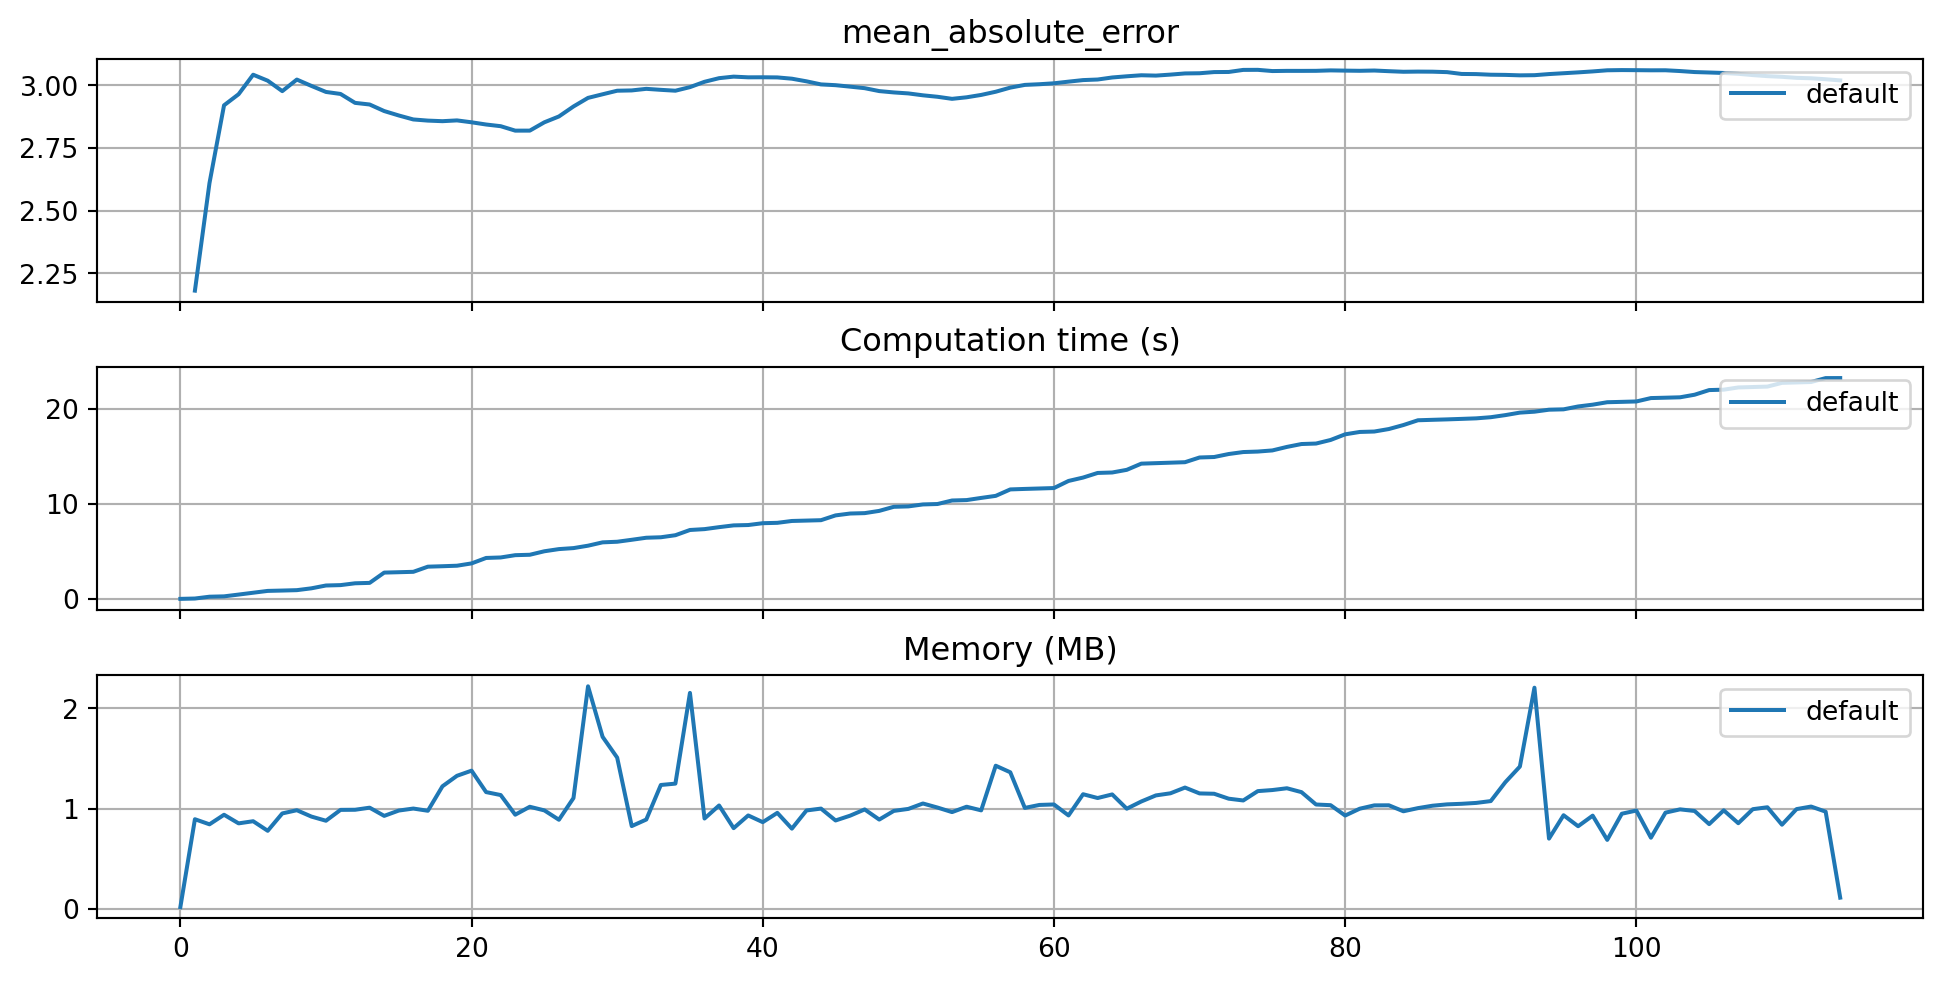 mean_absolute_error
3.00
2.75
2.50
2.25
default
Computation time (s)
20
10
0
default
Memory (MB)
2
1
0
default
0 20 40 60 80 100